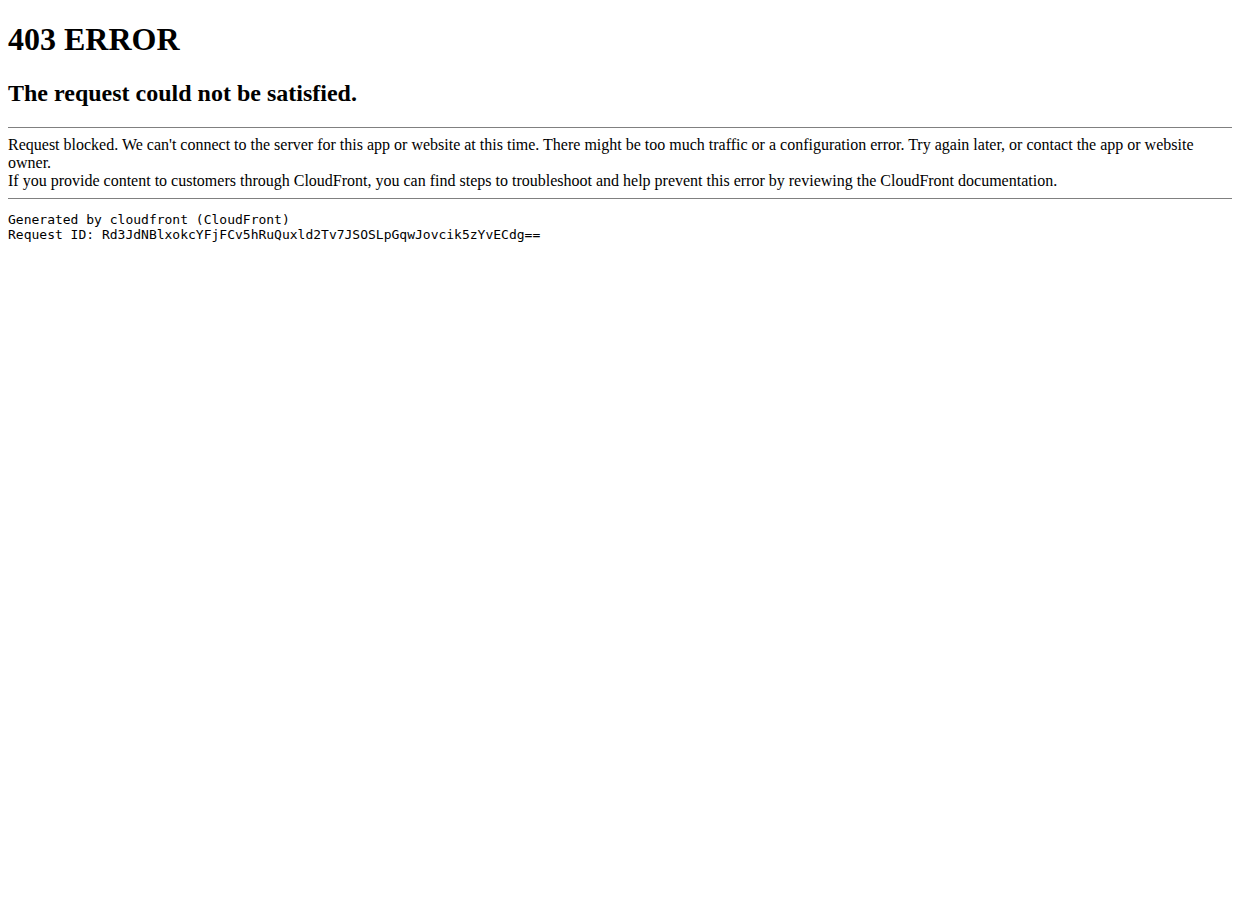 403 ERROR
The request could not be satisfied.
Request blocked. We can't connect to the server for this app or website at this time. There might be too much traffic or a configuration error. Try again later, or contact the app or website
owner.
If you provide content to customers through CloudFront, you can find steps to troubleshoot and help prevent this error by reviewing the CloudFront documentation.
Generated by cloudfront (CloudFront)
Request ID: Rd3JdNBlxokcYFjFCv5hRuQuxld2Tv7JSOSLpGqwJovcik5zYvECdg==